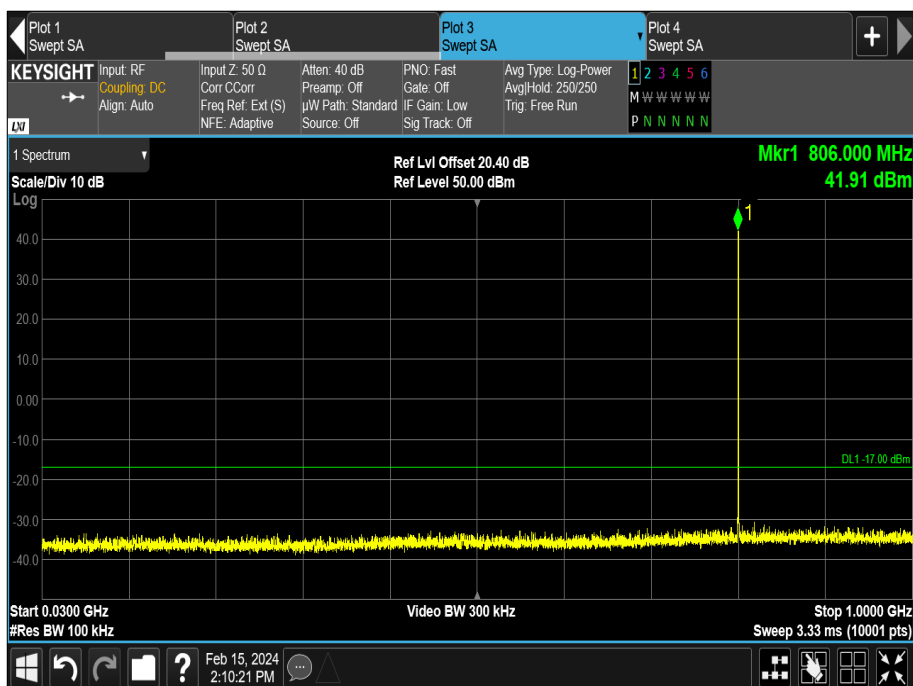 Plot 1
Swept SA
Plot 2
Swept SA
Plot 3
Swept SA
Plot 4
Swept SA
+
KEYSIGHT
LXI
Input: RF
Coupling: DC
Align: Auto
Input Z: 50 Ω
Corr CCorr
Freq Ref: Ext (S)
NFE: Adaptive
Atten: 40 dB
Preamp: Off
µW Path: Standard
Source: Off
PNO: Fast
Gate: Off
IF Gain: Low
Sig Track: Off
Avg Type: Log-Power
Avg|Hold: 250/250
Trig: Free Run
1 2 3 4 5 6
M W W W W W
P N N N N N
1 Spectrum
Scale/Div 10 dB
Ref Lvl Offset 20.40 dB
Ref Level 50.00 dBm
Mkr1 806.000 MHz
41.91 dBm
Log
1
40.0
30.0
20.0
10.0
0.00
-10.0
DL1 -17.00 dBm
-20.0
-30.0
-40.0
Start 0.0300 GHz
#Res BW 100 kHz
Video BW 300 kHz
Stop 1.0000 GHz
Sweep 3.33 ms (10001 pts)
?
Feb 15, 2024
2:10:21 PM